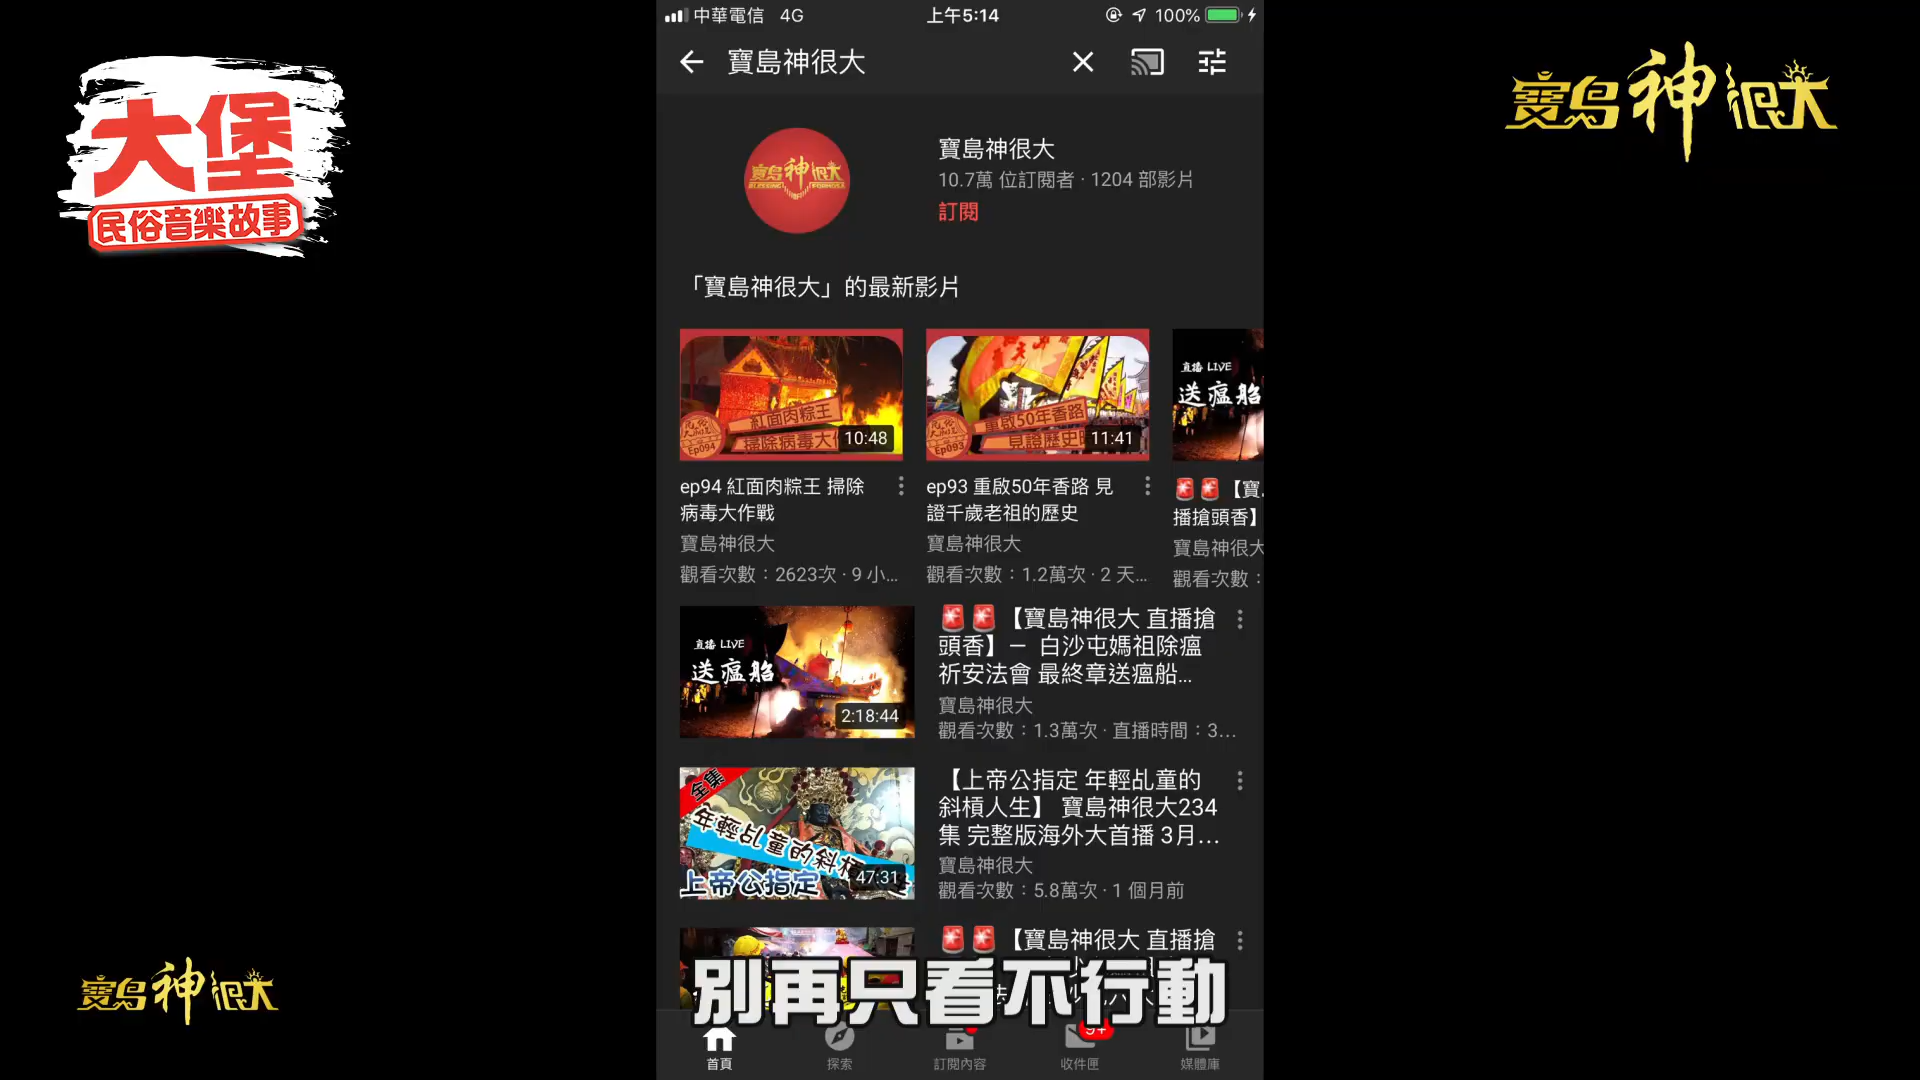 中華電信 4G
上午5:14
100%
寶島神很大
大堡
民俗音樂故事
寶島神很大
寶島神很大
寶島神很大
10.7萬 位訂閱者 · 1204 部影片
訂閱
「寶島神很大」的最新影片
紅面肉粽王
掃除病毒大
Ep094
10:48
重啟50年香路
見證歷史
Ep093
11:41
直播 LIVE
送瘟船
ep94 紅面肉粽王 掃除
病毒大作戰
寶島神很大
觀看次數：2623次 · 9 小...
ep93 重啟50年香路 見
證千歲老祖的歷史
寶島神很大
觀看次數：1.2萬次 · 2 天...
🚨🚨【寶
播搶頭香】
寶島神很大
觀看次數：
直播 LIVE
送瘟船
2:18:44
🚨🚨【寶島神很大 直播搶
頭香】– 白沙屯媽祖除瘟
祈安法會 最終章送瘟船...
寶島神很大
觀看次數：1.3萬次 · 直播時間：3...
全集
年輕乩童的斜槓
上帝公指定
47:31
【上帝公指定 年輕乩童的
斜槓人生】 寶島神很大234
集 完整版海外大首播 3月...
寶島神很大
觀看次數：5.8萬次 · 1 個月前
🚨🚨【寶島神很大 直播搶
別再只看不行動
寶島神很大
9+
首頁
探索
訂閱內容
收件匣
媒體庫